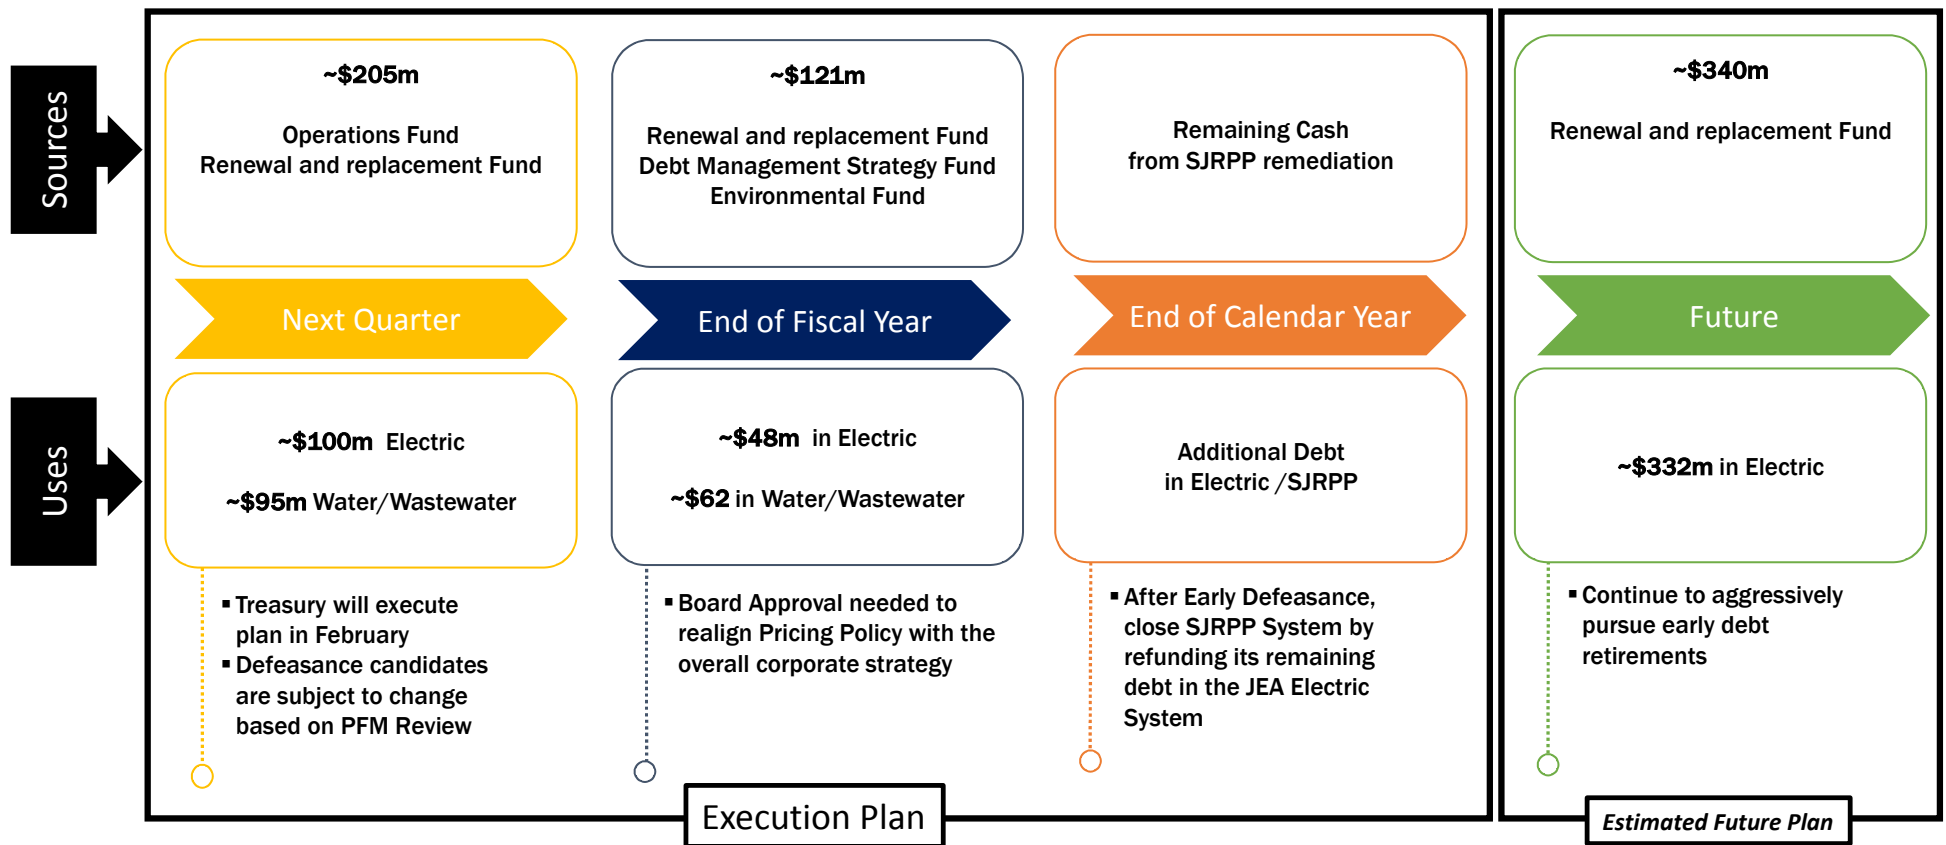 Sources
~$205m
Operations Fund
Renewal and replacement Fund
~$121m
Renewal and replacement Fund
Debt Management Strategy Fund
Environmental Fund
Remaining Cash
from SJRPP remediation
~$340m
Renewal and replacement Fund
Next Quarter
End of Fiscal Year
End of Calendar Year
Future
Uses
~$100m Electric
~$95m Water/Wastewater
~$48m in Electric
~$62 in Water/Wastewater
Additional Debt
in Electric /SJRPP
~$332m in Electric
▪ Treasury will execute
plan in February
▪ Defeasance candidates
are subject to change
based on PFM Review
▪ Board Approval needed to
realign Pricing Policy with the
overall corporate strategy
▪ After Early Defeasance,
close SJRPP System by
refunding its remaining
debt in the JEA Electric
System
▪ Continue to aggressively
pursue early debt
retirements
Execution Plan
Estimated Future Plan